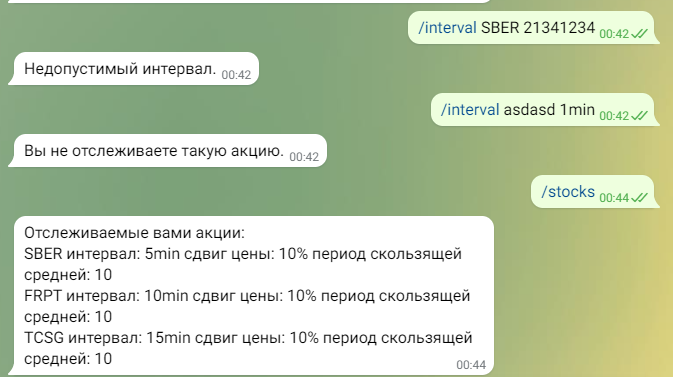 /interval SBER 21341234 00:42
Недопустимый интервал. 00:42
/interval asdasd 1min 00:42
Вы не отслеживаете такую акцию. 00:42
/stocks 00:44
Отслеживаемые вами акции:
SBER интервал: 5min сдвиг цены: 10% период скользящей
средней: 10
FRPT интервал: 10min сдвиг цены: 10% период скользящей
средней: 10
TCSG интервал: 15min сдвиг цены: 10% период скользящей
средней: 10
00:44